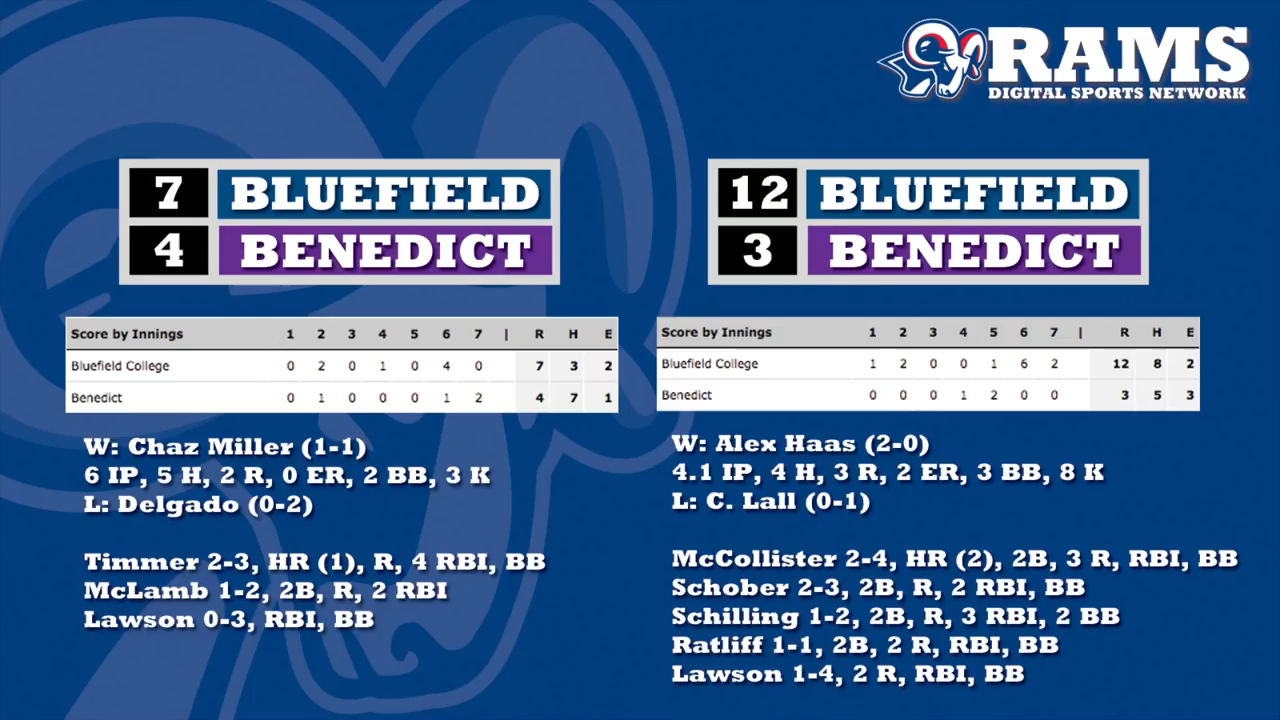 RAMS
DIGITAL SPORTS NETWORK
7 BLUEFIELD
4 BENEDICT
Score by Innings 1 2 3 4 5 6 7 | R H E
Bluefield College 0 2 0 1 0 4 0 7 3 2
Benedict 0 1 0 0 0 1 2 4 7 1
W: Chaz Miller (1-1)
6 IP, 5 H, 2 R, 0 ER, 2 BB, 3 K
L: Delgado (0-2)
Timmer 2-3, HR (1), R, 4 RBI, BB
McLamb 1-2, 2B, R, 2 RBI
Lawson 0-3, RBI, BB
12 BLUEFIELD
3 BENEDICT
Score by Innings 1 2 3 4 5 6 7 | R H E
Bluefield College 1 2 0 0 1 6 2 12 8 2
Benedict 0 0 0 1 2 0 0 3 5 3
W: Alex Haas (2-0)
4.1 IP, 4 H, 3 R, 2 ER, 3 BB, 8 K
L: C. Lall (0-1)
McCollister 2-4, HR (2), 2B, 3 R, RBI, BB
Schober 2-3, 2B, R, 2 RBI, BB
Schilling 1-2, 2B, R, 3 RBI, 2 BB
Ratliff 1-1, 2B, 2 R, RBI, BB
Lawson 1-4, 2 R, RBI, BB